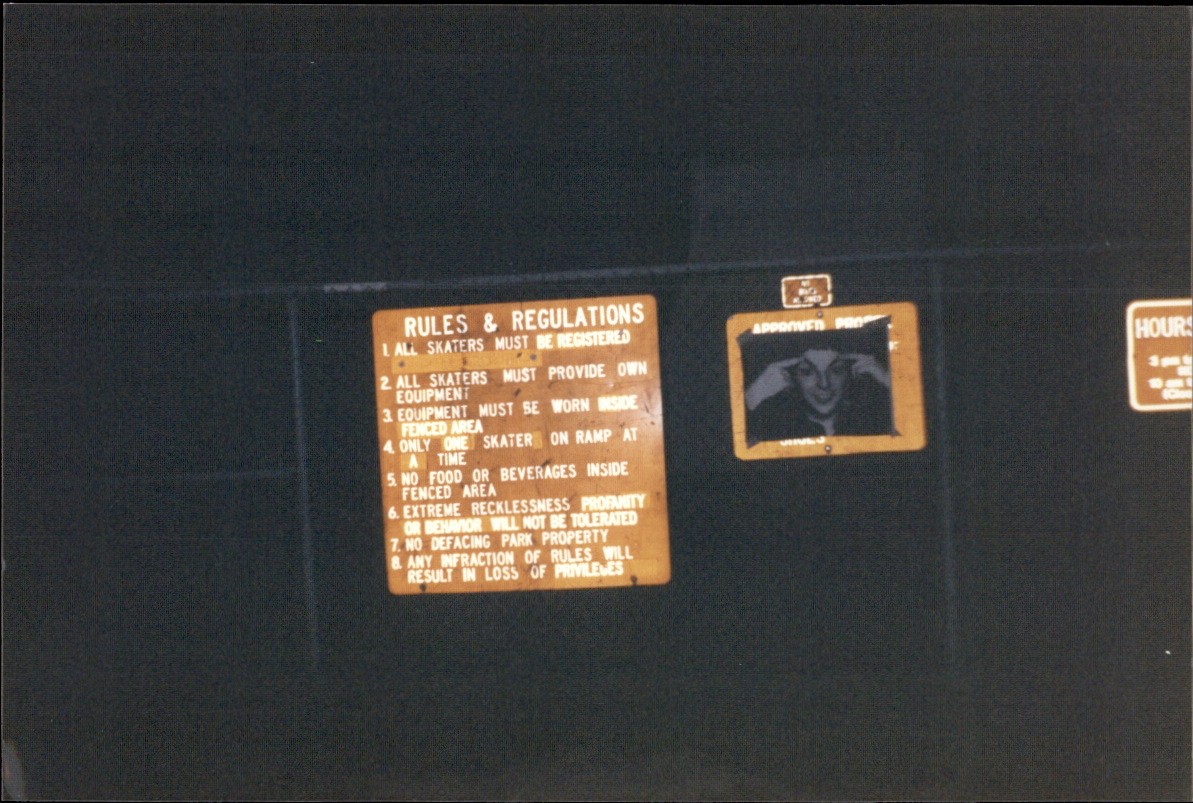 RULES & REGULATIONS
1. ALL SKATERS MUST BE REGISTERED
2. ALL SKATERS MUST PROVIDE OWN
EQUIPMENT
3. EQUIPMENT MUST BE WORN INSIDE
FENCED AREA
4. ONLY ONE SKATER ON RAMP AT
A TIME
5. NO FOOD OR BEVERAGES INSIDE
FENCED AREA
6. EXTREME RECKLESSNESS PROFANITY
OR BEHAVIOR WILL NOT BE TOLERATED
7. NO DEFACING PARK PROPERTY
8. ANY INFRACTION OF RULES WILL
RESULT IN LOSS OF PRIVILEGES
APPROVED
HOURS